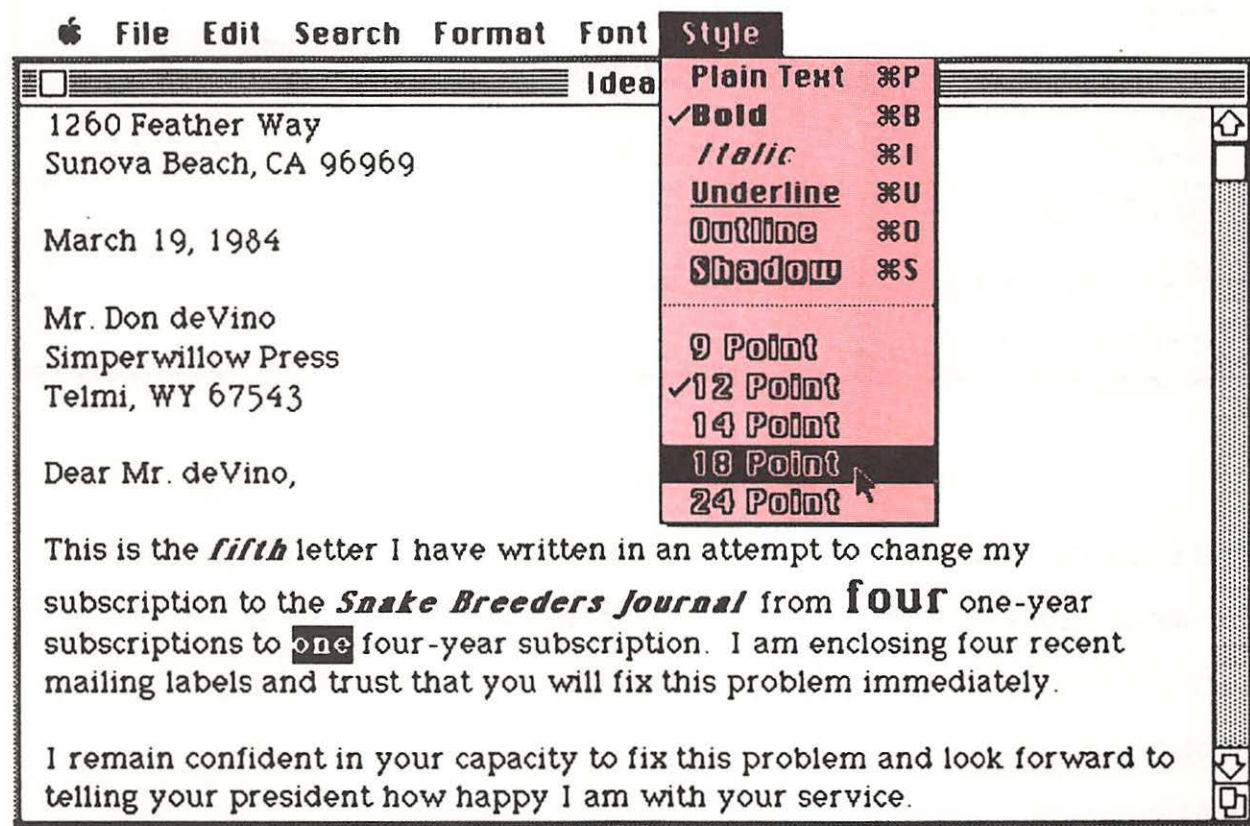 File Edit Search Format Font Style
Idea
Plain Text ⌘P
✓Bold ⌘B
Italic ⌘I
Underline ⌘U
Outline ⌘O
Shadow ⌘S
9 Point
✓12 Point
14 Point
18 Point
24 Point
1260 Feather Way
Sunova Beach, CA 96969
March 19, 1984
Mr. Don deVino
Simperwillow Press
Telmi, WY 67543
Dear Mr. deVino,
This is the fifth letter I have written in an attempt to change my
subscription to the Snake Breeders Journal from four one-year
subscriptions to one four-year subscription. I am enclosing four recent
mailing labels and trust that you will fix this problem immediately.
I remain confident in your capacity to fix this problem and look forward to
telling your president how happy I am with your service.